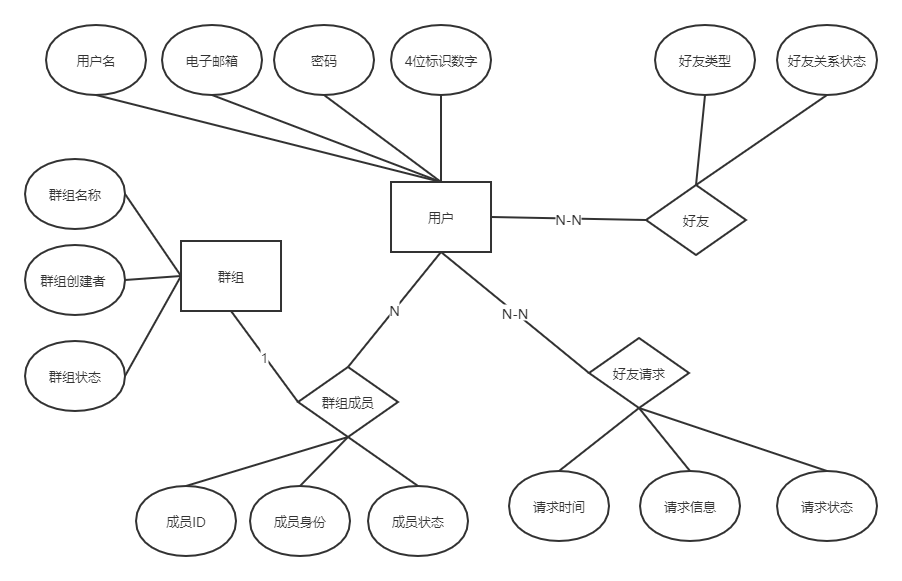 用户名
电子邮箱
密码
4位标识数字
好友类型
好友关系状态
群组名称
用户
N-N
好友
群组创建者
群组
N
N-N
1
群组状态
好友请求
群组成员
成员ID
成员身份
成员状态
请求时间
请求信息
请求状态